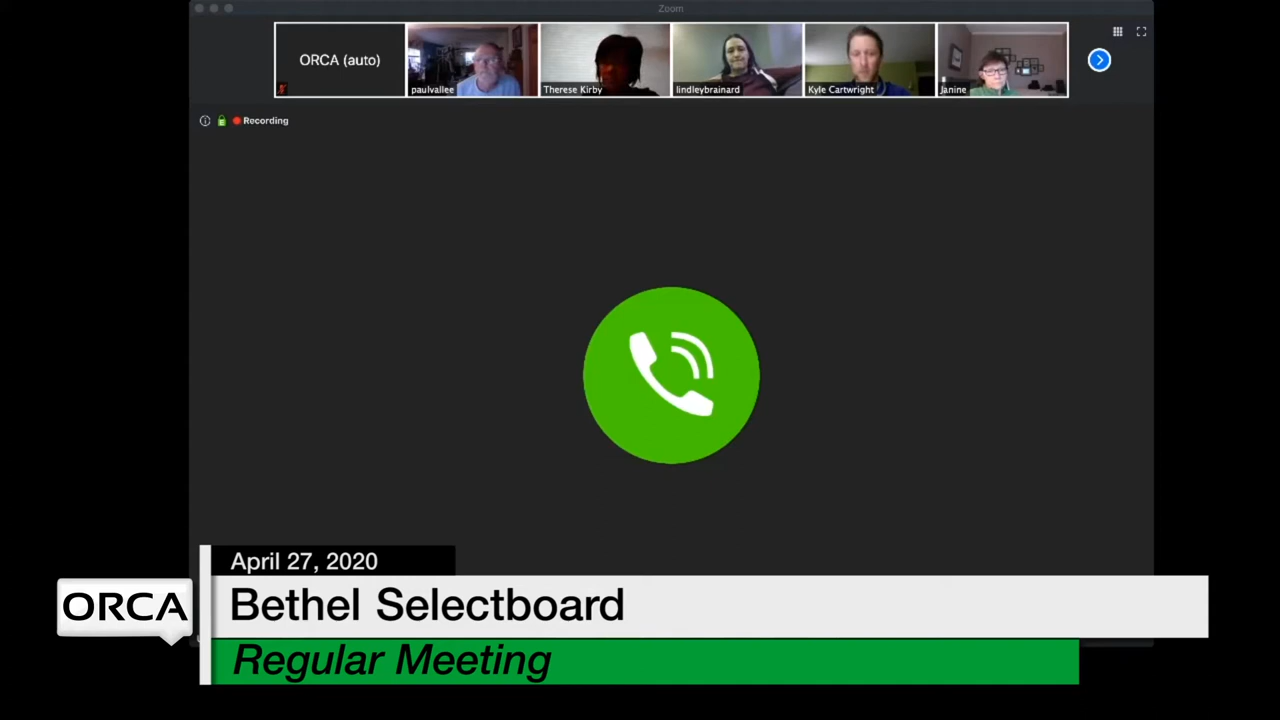 Zoom
ORCA (auto)
paulvallee
Therese Kirby
lindleybrainard
Kyle Cartwright
Janine
Recording
April 27, 2020
ORCA
Bethel Selectboard
Regular Meeting